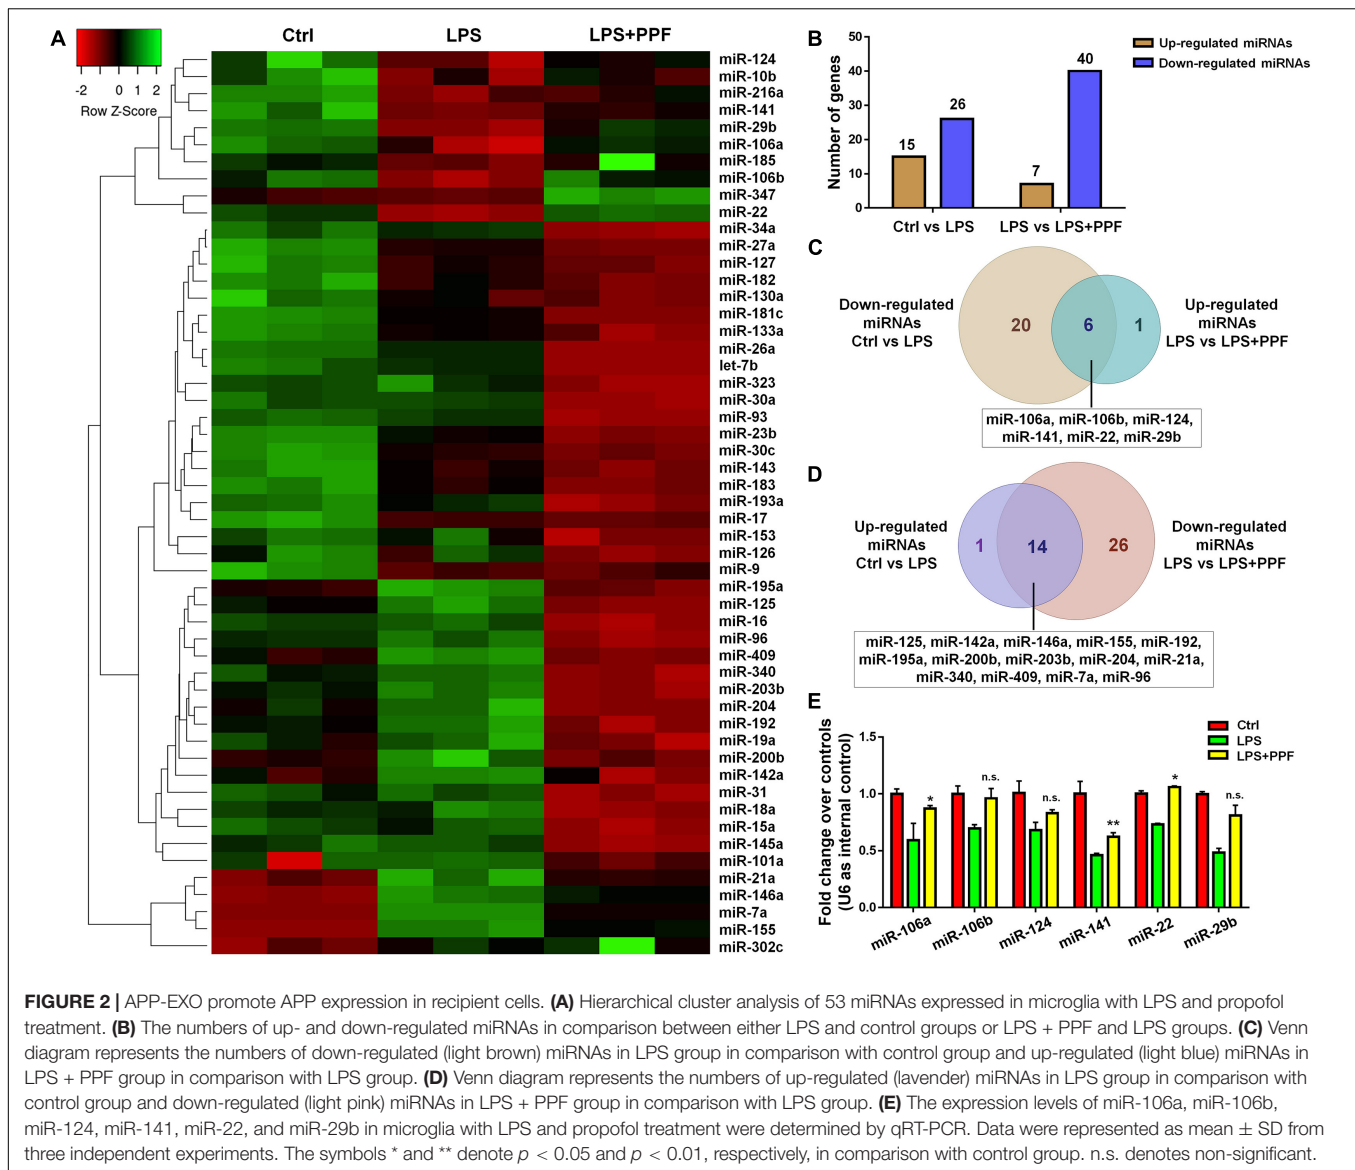 A
Ctrl
LPS
LPS+PPF
-2 -1 0 1 2
Row Z-Score
miR-124
miR-10b
miR-216a
miR-141
miR-29b
miR-106a
miR-185
miR-106b
miR-347
miR-22
miR-34a
miR-27a
miR-127
miR-182
miR-130a
miR-181c
miR-133a
miR-26a
let-7b
miR-323
miR-30a
miR-93
miR-23b
miR-30c
miR-143
miR-183
miR-193a
miR-17
miR-153
miR-126
miR-9
miR-195a
miR-125
miR-16
miR-96
miR-409
miR-340
miR-203b
miR-204
miR-192
miR-19a
miR-200b
miR-142a
miR-31
miR-18a
miR-15a
miR-145a
miR-101a
miR-21a
miR-146a
miR-7a
miR-155
miR-302c
B
Number of genes
50
40
30
20
10
0
15
26
7
40
Ctrl vs LPS
LPS vs LPS+PPF
Up-regulated miRNAs
Down-regulated miRNAs
C
Down-regulated
miRNAs
Ctrl vs LPS
20
6
1
Up-regulated
miRNAs
LPS vs LPS+PPF
miR-106a, miR-106b, miR-124,
miR-141, miR-22, miR-29b
D
Up-regulated
miRNAs
Ctrl vs LPS
1
14
26
Down-regulated
miRNAs
LPS vs LPS+PPF
miR-125, miR-142a, miR-146a, miR-155, miR-192,
miR-195a, miR-200b, miR-203b, miR-204, miR-21a,
miR-340, miR-409, miR-7a, miR-96
E
Fold change over controls
(U6 as internal control)
1.5
1.0
0.5
0.0
Ctrl
LPS
LPS+PPF
*
n.s.
n.s.
**
*
n.s.
miR-106a
miR-106b
miR-124
miR-141
miR-22
miR-29b
FIGURE 2 | APP-EXO promote APP expression in recipient cells. (A) Hierarchical cluster analysis of 53 miRNAs expressed in microglia with LPS and propofol
treatment. (B) The numbers of up- and down-regulated miRNAs in comparison between either LPS and control groups or LPS + PPF and LPS groups. (C) Venn
diagram represents the numbers of down-regulated (light brown) miRNAs in LPS group in comparison with control group and up-regulated (light blue) miRNAs in
LPS + PPF group in comparison with LPS group. (D) Venn diagram represents the numbers of up-regulated (lavender) miRNAs in LPS group in comparison with
control group and down-regulated (light pink) miRNAs in LPS + PPF group in comparison with LPS group. (E) The expression levels of miR-106a, miR-106b,
miR-124, miR-141, miR-22, and miR-29b in microglia with LPS and propofol treatment were determined by qRT-PCR. Data were represented as mean ± SD from
three independent experiments. The symbols * and ** denote p < 0.05 and p < 0.01, respectively, in comparison with control group. n.s. denotes non-significant.